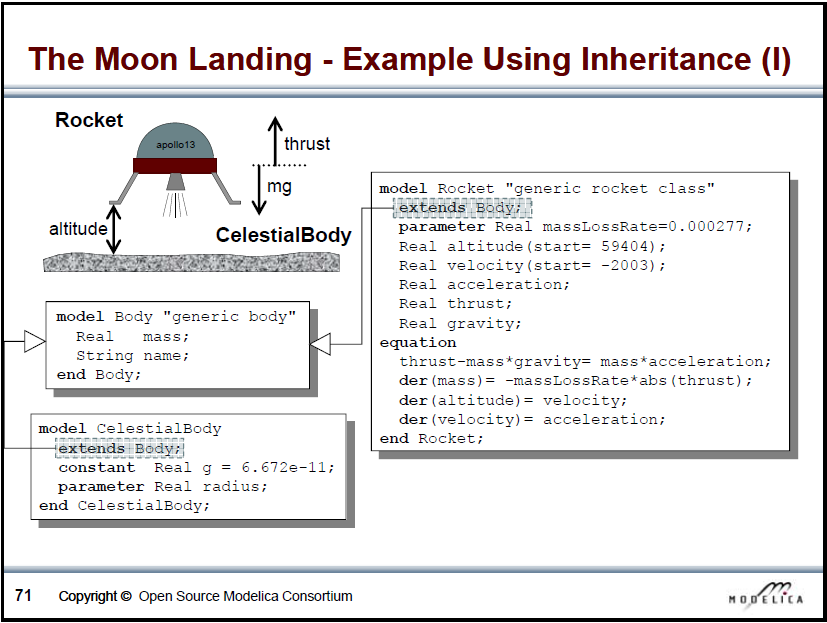 The Moon Landing - Example Using Inheritance (I)
Rocket
apollo13
thrust
mg
altitude
CelestialBody
model Body "generic body"
Real mass;
String name;
end Body;
model CelestialBody
extends Body;
constant Real g = 6.672e-11;
parameter Real radius;
end CelestialBody;
model Rocket "generic rocket class"
extends Body;
parameter Real massLossRate=0.000277;
Real altitude(start= 59404);
Real velocity(start= -2003);
Real acceleration;
Real thrust;
Real gravity;
equation
thrust-mass*gravity= mass*acceleration;
der(mass)= -massLossRate*abs(thrust);
der(altitude)= velocity;
der(velocity)= acceleration;
end Rocket;
71 Copyright © Open Source Modelica Consortium
MODELICA